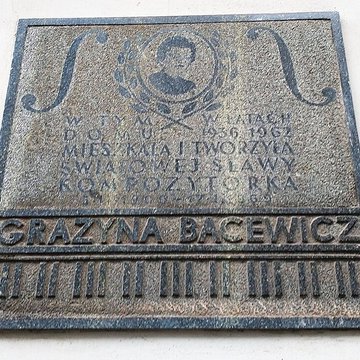 W TYM W LATACH
DOMU 1936-1962
MIESZKAŁA I TWORZYŁA
ŚWIATOWEJ SŁAWY
KOMPOZYTORKA
GRAŻYNA BACEWICZ